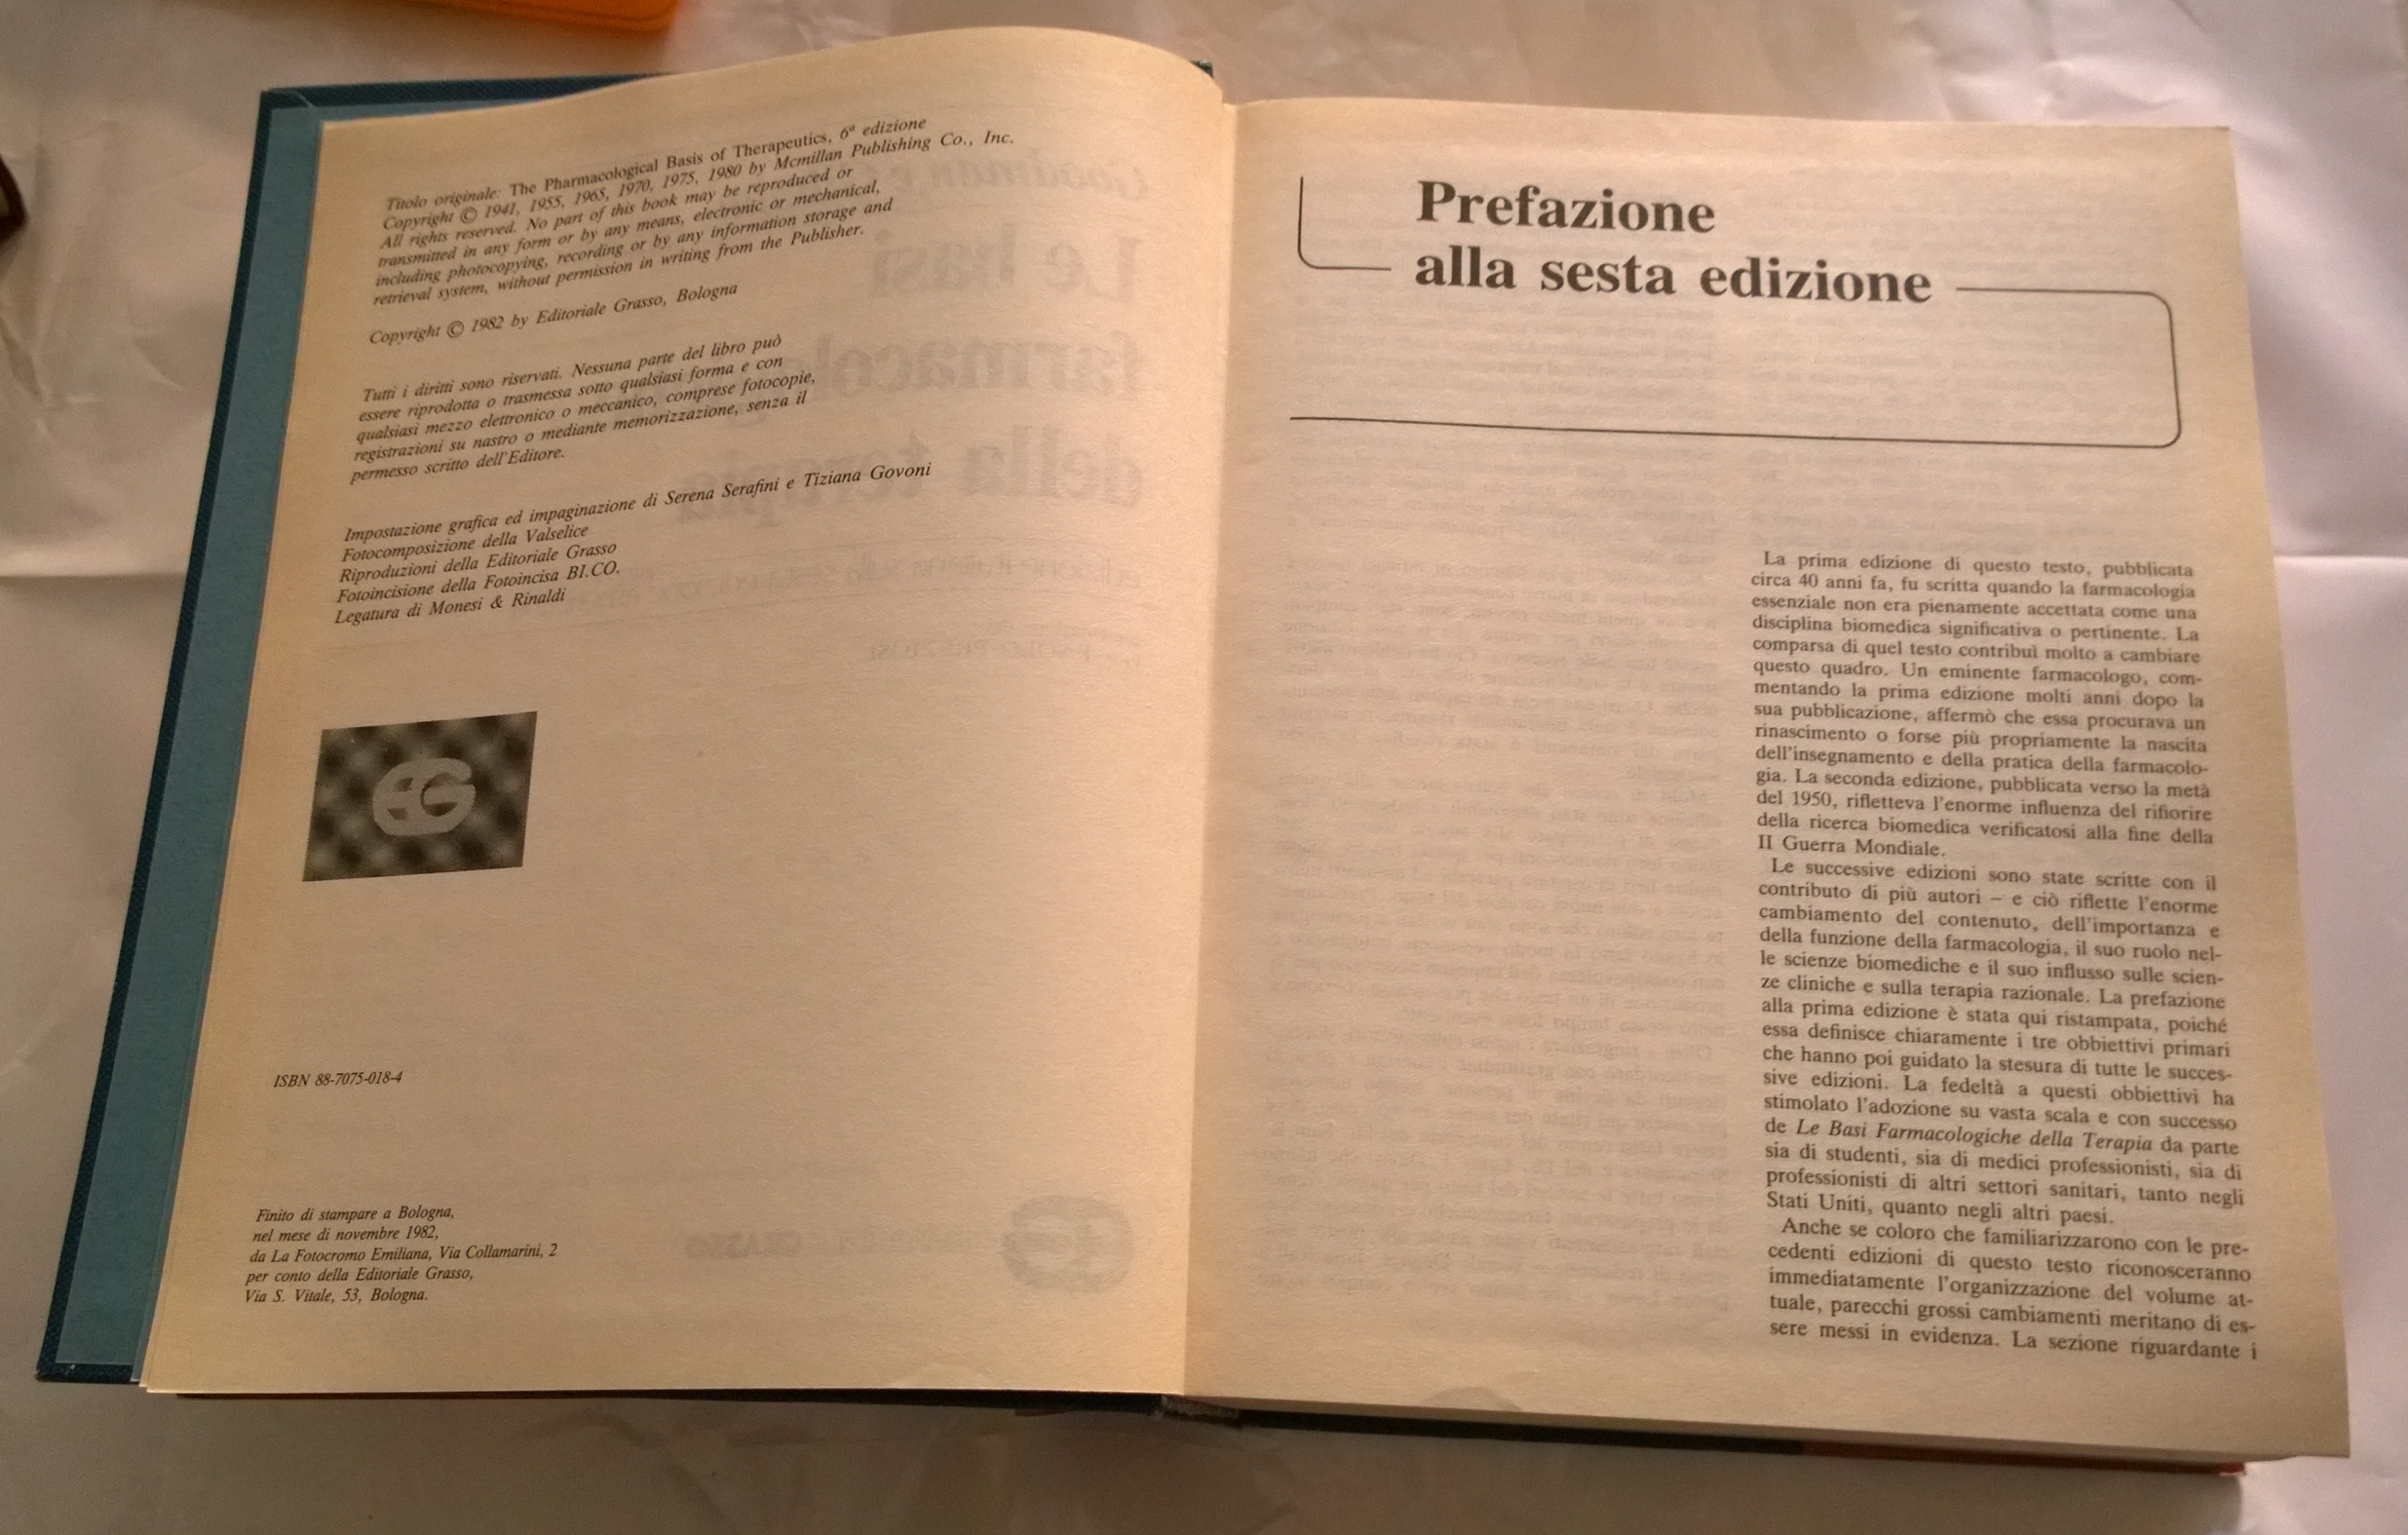 Titolo originale: The Pharmacological Basis of Therapeutics, 6ª edizione
Copyright © 1941, 1955, 1965, 1970, 1975, 1980 by Mcmillan Publishing Co., Inc.
All rights reserved. No part of this book may be reproduced or
transmitted in any form or by any means, electronic or mechanical,
including photocopying, recording or by any information storage and
retrieval system, without permission in writing from the Publisher.
Copyright © 1982 by Editoriale Grasso, Bologna
Tutti i diritti sono riservati. Nessuna parte del libro può
essere riprodotta o trasmessa sotto qualsiasi forma e con
qualsiasi mezzo elettronico o meccanico, comprese fotocopie,
registrazioni su nastro o mediante memorizzazione, senza il
permesso scritto dell'Editore.
Impostazione grafica ed impaginazione di Serena Serafini e Tiziana Govoni
Fotocomposizione della Valselice
Riproduzioni della Editoriale Grasso
Fotoincisione della Fotoincisa BI.CO.
Legatura di Monesi & Rinaldi
EG
ISBN 88-7075-018-4
Finito di stampare a Bologna,
nel mese di novembre 1982,
da La Fotocromo Emiliana, Via Collamarini, 2
per conto della Editoriale Grasso,
Via S. Vitale, 53, Bologna.
Prefazione
alla sesta edizione
La prima edizione di questo testo, pubblicata
circa 40 anni fa, fu scritta quando la farmacologia
essenziale non era pienamente accettata come una
disciplina biomedica significativa o pertinente. La
comparsa di quel testo contribuì molto a cambiare
questo quadro. Un eminente farmacologo, com-
mentando la prima edizione molti anni dopo la
sua pubblicazione, affermò che essa procurava un
rinascimento o forse più propriamente la nascita
dell'insegnamento e della pratica della farmacolo-
gia. La seconda edizione, pubblicata verso la metà
del 1950, rifletteva l'enorme influenza del rifiorire
della ricerca biomedica verificatosi alla fine della
II Guerra Mondiale.
Le successive edizioni sono state scritte con il
contributo di più autori – e ciò riflette l'enorme
cambiamento del contenuto, dell'importanza e
della funzione della farmacologia, il suo ruolo nel-
le scienze biomediche e il suo influsso sulle scien-
ze cliniche e sulla terapia razionale. La prefazione
alla prima edizione è stata qui ristampata, poiché
essa definisce chiaramente i tre obbiettivi primari
che hanno poi guidato la stesura di tutte le succes-
sive edizioni. La fedeltà a questi obbiettivi ha
stimolato l'adozione su vasta scala e con successo
de Le Basi Farmacologiche della Terapia da parte
sia di studenti, sia di medici professionisti, sia di
professionisti di altri settori sanitari, tanto negli
Stati Uniti, quanto negli altri paesi.
Anche se coloro che familiarizzarono con le pre-
cedenti edizioni di questo testo riconosceranno
immediatamente l'organizzazione del volume at-
tuale, parecchi grossi cambiamenti meritano di es-
sere messi in evidenza. La sezione riguardante i